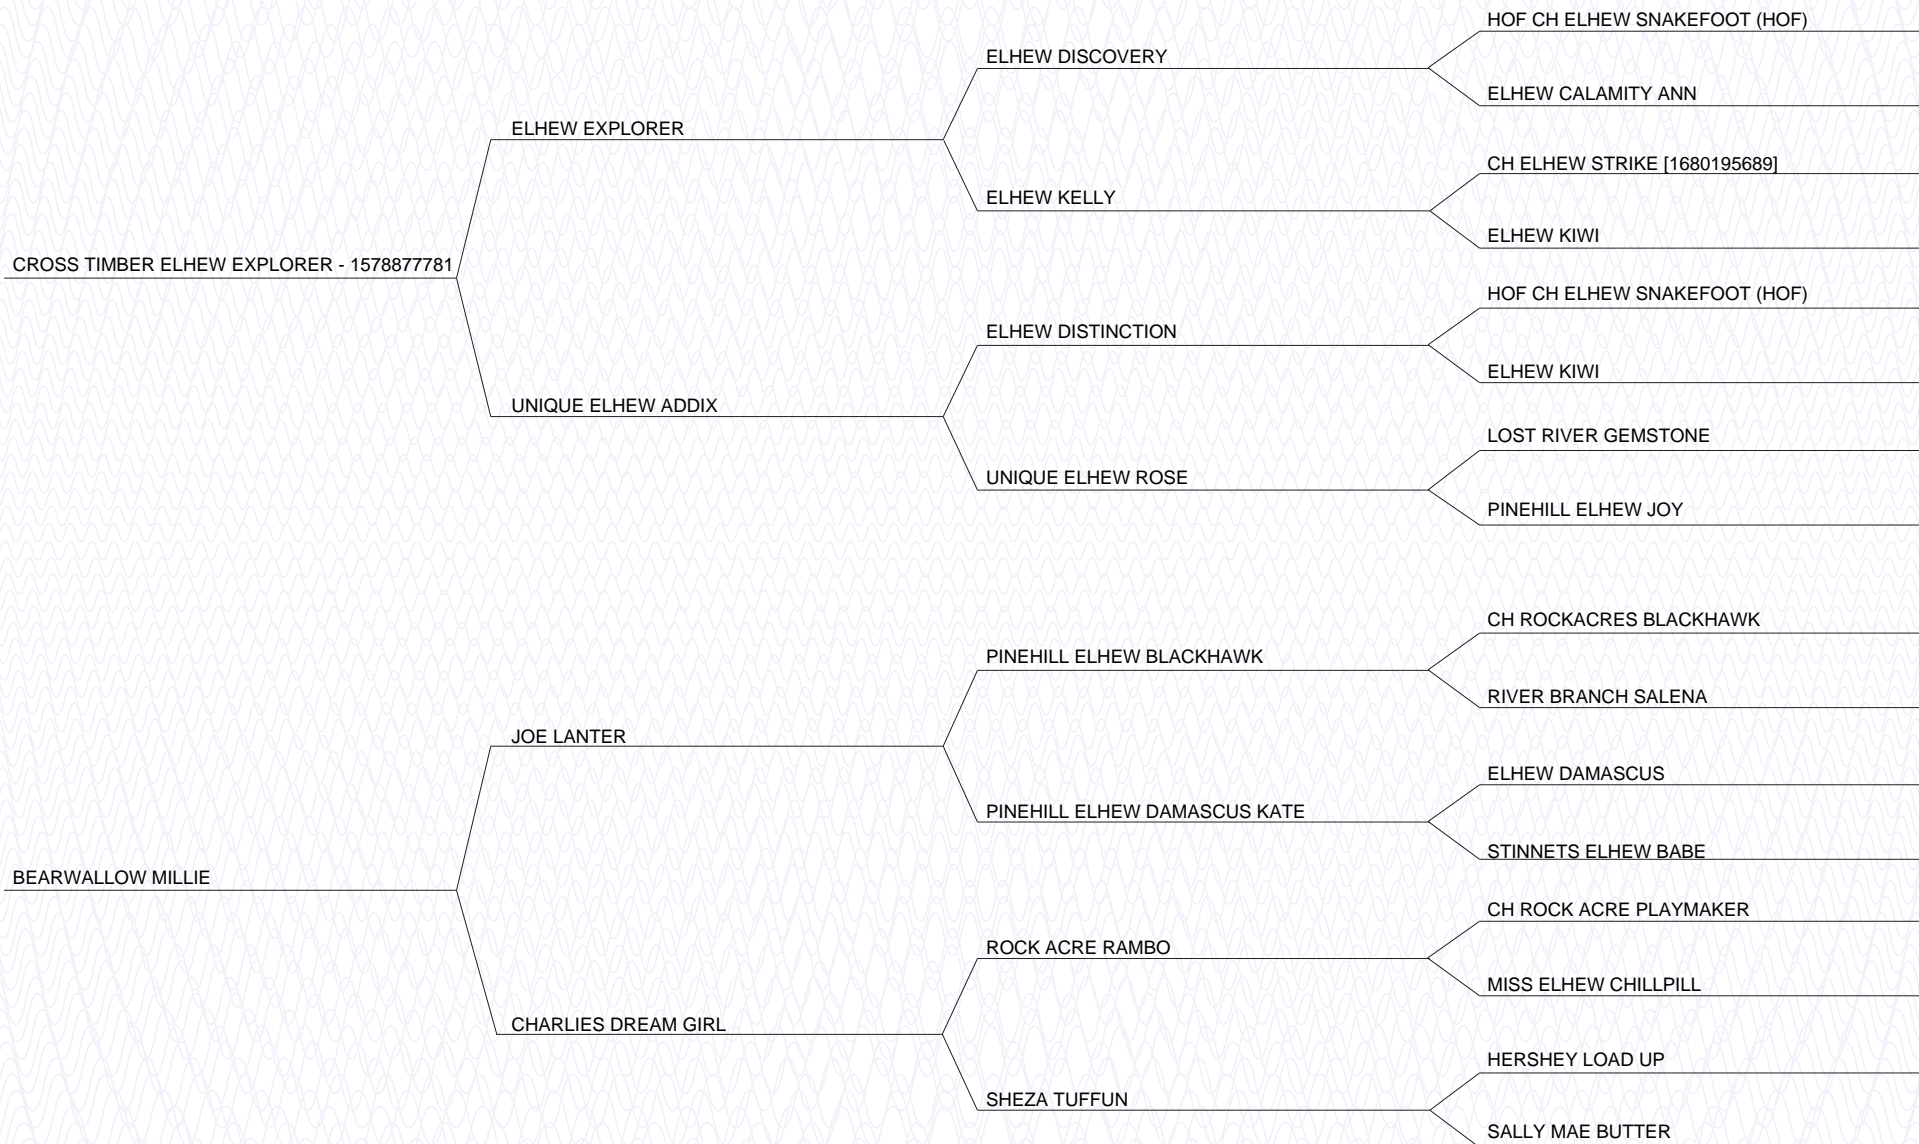 HOF CH ELHEW SNAKEFOOT (HOF)
ELHEW DISCOVERY
ELHEW CALAMITY ANN
ELHEW EXPLORER
CH ELHEW STRIKE [1680195689]
ELHEW KELLY
ELHEW KIWI
CROSS TIMBER ELHEW EXPLORER - 1578877781
HOF CH ELHEW SNAKEFOOT (HOF)
ELHEW DISTINCTION
ELHEW KIWI
UNIQUE ELHEW ADDIX
LOST RIVER GEMSTONE
UNIQUE ELHEW ROSE
PINEHILL ELHEW JOY
CH ROCKACRES BLACKHAWK
PINEHILL ELHEW BLACKHAWK
RIVER BRANCH SALENA
JOE LANTER
ELHEW DAMASCUS
PINEHILL ELHEW DAMASCUS KATE
STINNETS ELHEW BABE
BEARWALLOW MILLIE
CH ROCK ACRE PLAYMAKER
ROCK ACRE RAMBO
MISS ELHEW CHILLPILL
CHARLIES DREAM GIRL
HERSHEY LOAD UP
SHEZA TUFFUN
SALLY MAE BUTTER